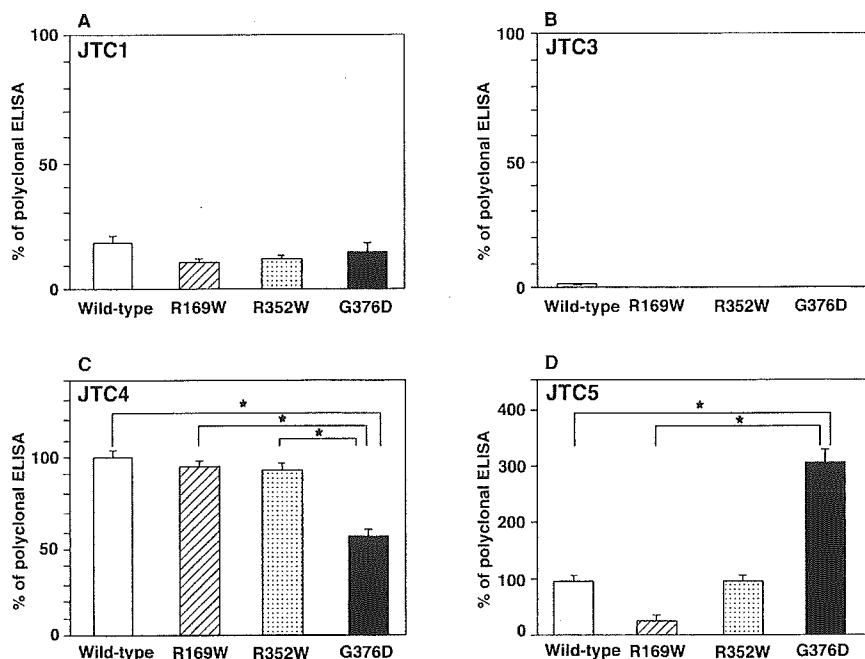 A
JTC1
% of polyclonal ELISA
100
50
0
Wild-type R169W R352W G376D
B
JTC3
% of polyclonal ELISA
100
50
0
Wild-type R169W R352W G376D
C
JTC4
% of polyclonal ELISA
100
50
0
*
*
*
Wild-type R169W R352W G376D
D
JTC5
% of polyclonal ELISA
400
300
200
100
0
*
*
Wild-type R169W R352W G376D